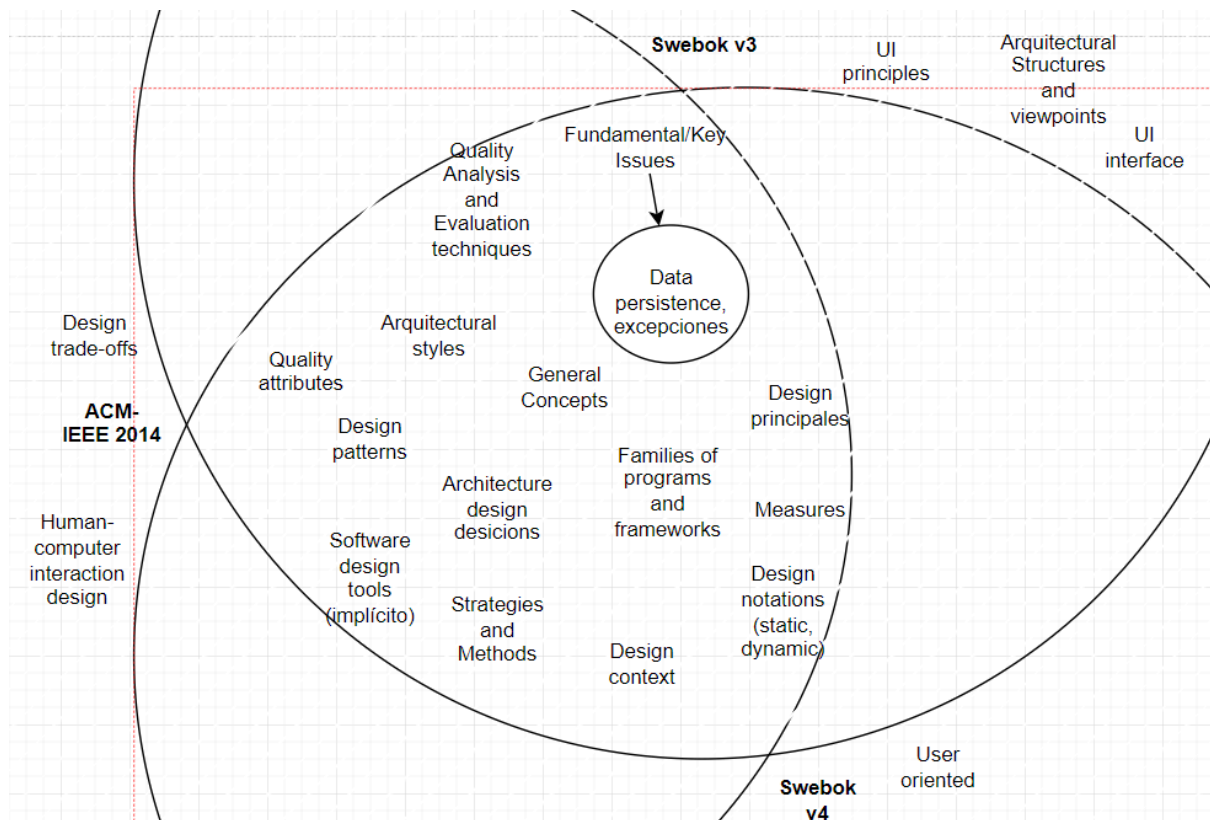 Swebok v3
UI
principles
Arquitectural
Structures
and
viewpoints
UI
interface
Fundamental/Key
Issues
Quality
Analysis
and
Evaluation
techniques
Data
persistence,
excepciones
Design
trade-offs
Arquitectural
styles
Quality
attributes
General
Concepts
Design
principales
ACM-
IEEE 2014
Design
patterns
Families of
programs
and
frameworks
Architecture
design
desicions
Measures
Human-
computer
interaction
design
Software
design
tools
(implícito)
Design
notations
(static,
dynamic)
Strategies
and
Methods
Design
context
User
oriented
Swebok
v4